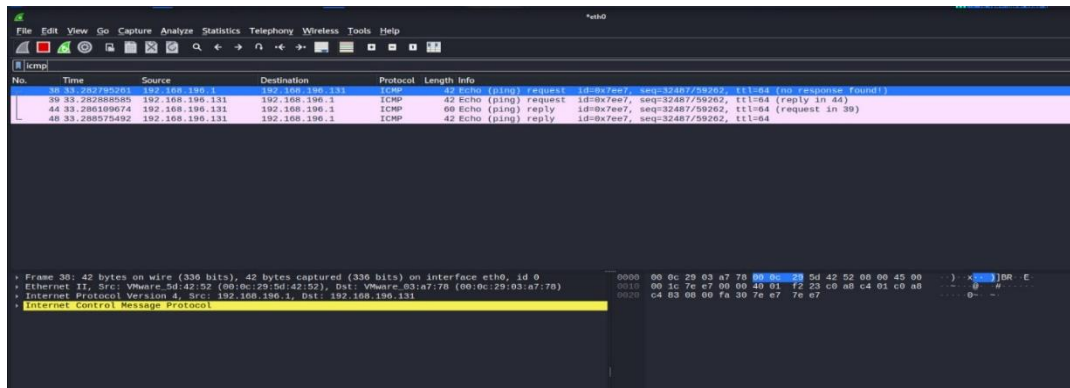 *eth0
File Edit View Go Capture Analyze Statistics Telephony Wireless Tools Help
icmp
No. Time Source Destination Protocol Length Info
38 33.282795261 192.168.196.1 192.168.196.131 ICMP 42 Echo (ping) request id=0x7ee7, seq=32487/59262, ttl=64 (no response found!)
39 33.282888585 192.168.196.131 192.168.196.1 ICMP 42 Echo (ping) request id=0x7ee7, seq=32487/59262, ttl=64 (reply in 44)
44 33.286109674 192.168.196.1 192.168.196.131 ICMP 60 Echo (ping) reply id=0x7ee7, seq=32487/59262, ttl=64 (request in 39)
48 33.288575492 192.168.196.131 192.168.196.1 ICMP 42 Echo (ping) reply id=0x7ee7, seq=32487/59262, ttl=64
Frame 38: 42 bytes on wire (336 bits), 42 bytes captured (336 bits) on interface eth0, id 0
Ethernet II, Src: VMware_5d:42:52 (00:0c:29:5d:42:52), Dst: VMware_03:a7:78 (00:0c:29:03:a7:78)
Internet Protocol Version 4, Src: 192.168.196.1, Dst: 192.168.196.131
Internet Control Message Protocol
0000 00 0c 29 03 a7 78 00 0c 29 5d 42 52 08 00 45 00
0010 00 1c 7e e7 00 00 40 01 f2 23 c0 a8 c4 01 c0 a8
0020 c4 83 08 00 fa 30 7e e7 7e e7